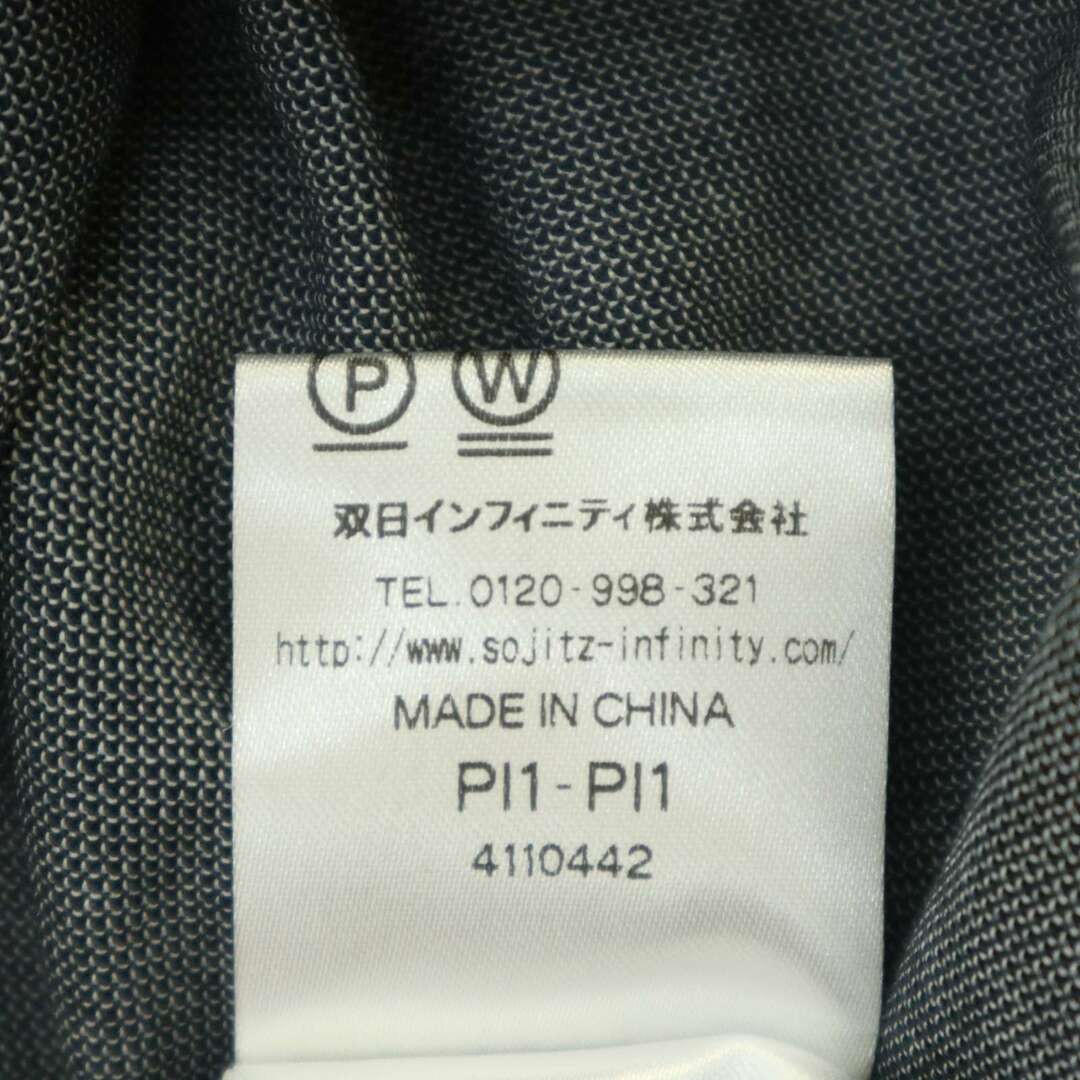 P W
双日インフィニティ株式会社
TEL.0120-998-321
http://www.sojitz-infinity.com/
MADE IN CHINA
PI1-PI1
4110442